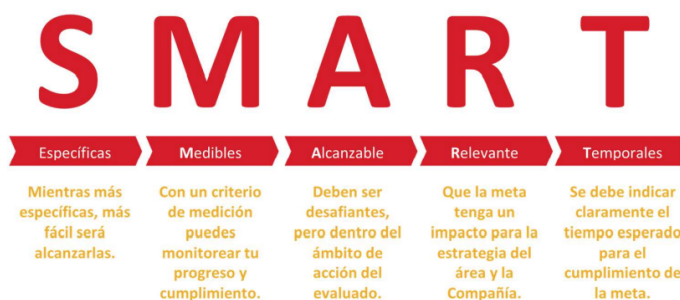 S M A R T
Específicas
Medibles
Alcanzable
Relevante
Temporales
Mientras más
específicas, más
fácil será
alcanzarlas.
Con un criterio
de medición
puedes
monitorear tu
progreso y
cumplimiento.
Deben ser
desafiantes,
pero dentro del
ámbito de
acción del
evaluado.
Que la meta
tenga un
impacto para la
estrategia del
área y la
Compañía.
Se debe indicar
claramente el
tiempo esperado
para el
cumplimiento de
la meta.